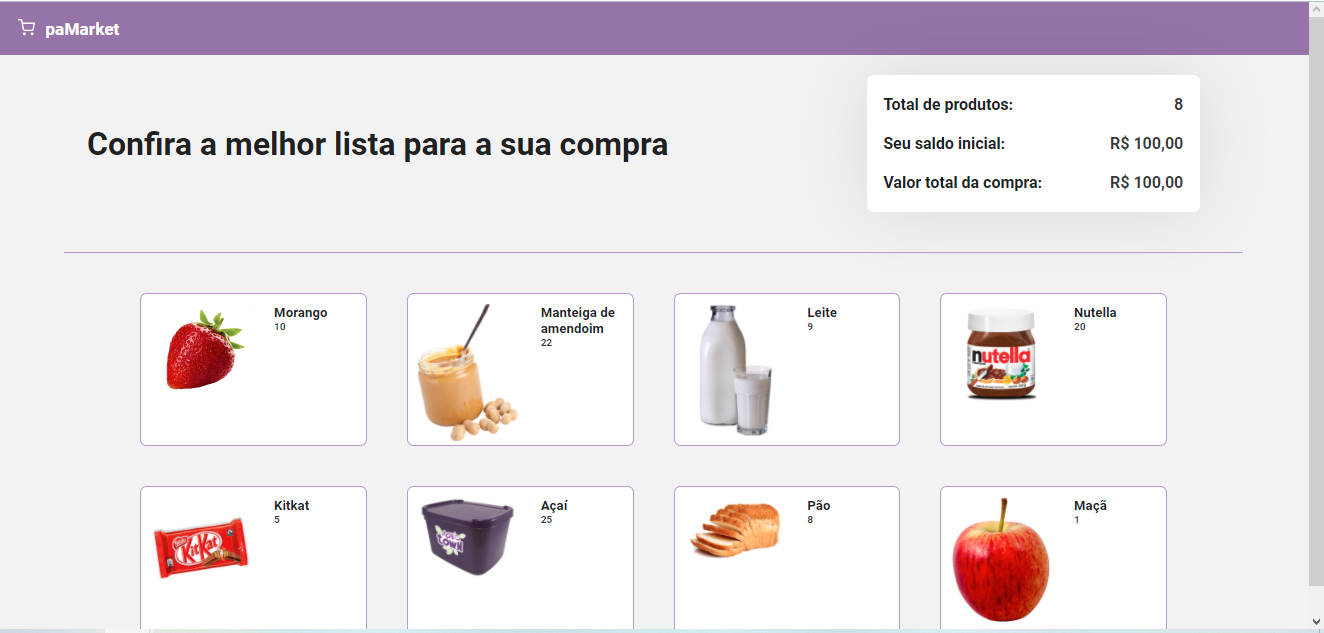 paMarket
Confira a melhor lista para a sua compra
Total de produtos: 8
Seu saldo inicial: R$ 100,00
Valor total da compra: R$ 100,00
Morango
10
Manteiga de
amendoim
22
Leite
9
nutella
Nutella
20
KitKat
Kitkat
5
Açaí
25
Pão
8
Maçã
1